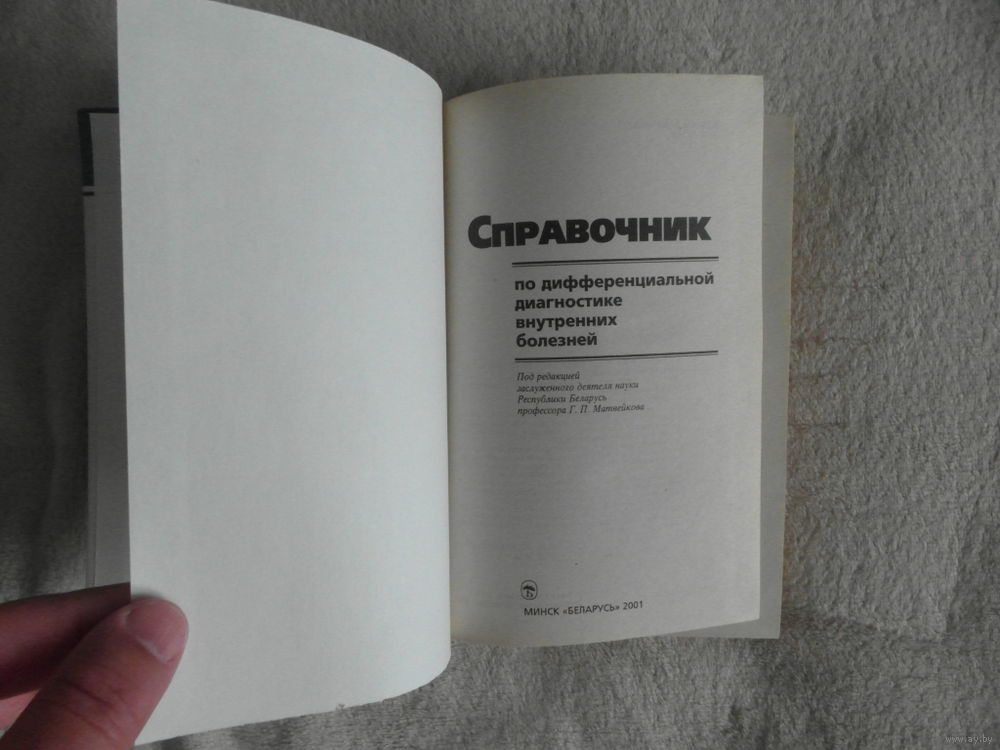 Справочник
по дифференциальной
диагностике
внутренних
болезней
Под редакцией
заслуженного деятеля науки
Республики Беларусь
профессора Г. П. Матвейкова
Б
МИНСК «БЕЛАРУСЬ» 2001
www.ay.by